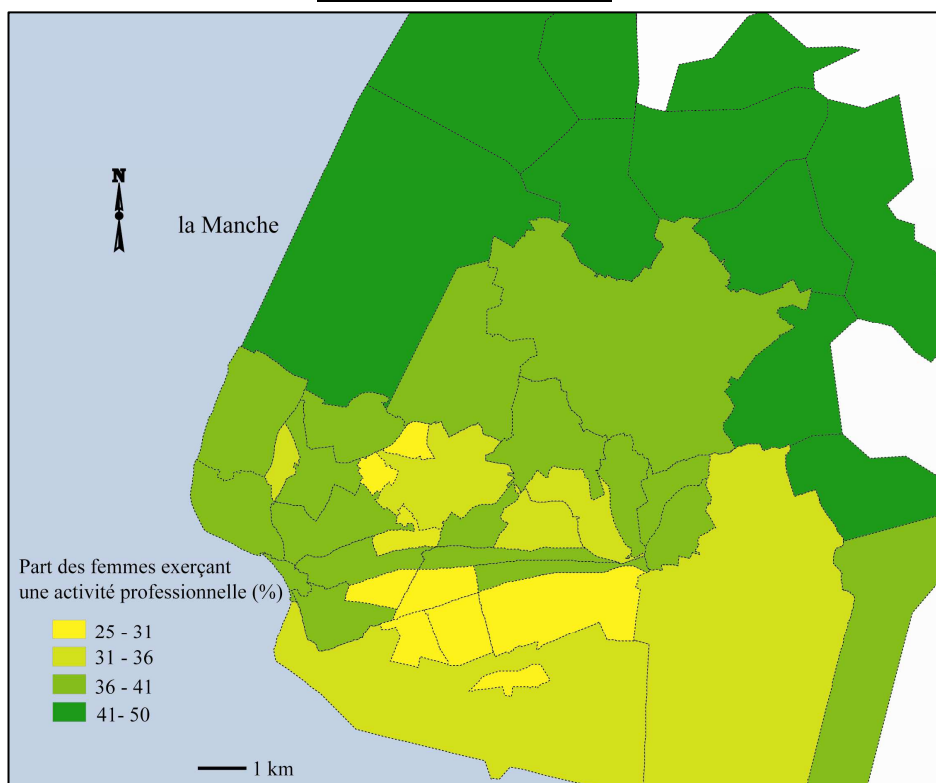 N
la Manche
Part des femmes exerçant
une activité professionnelle (%)
25 - 31
31 - 36
36 - 41
41- 50
1 km